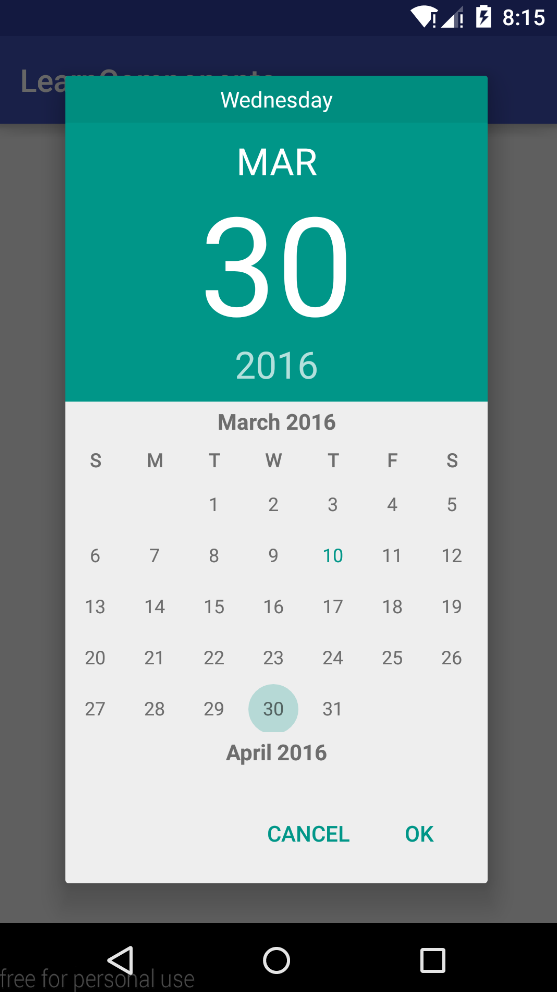 8:15
LearnComponents
Wednesday
MAR
30
2016
March 2016
S M T W T F S
1 2 3 4 5
6 7 8 9 10 11 12
13 14 15 16 17 18 19
20 21 22 23 24 25 26
27 28 29 30 31
April 2016
CANCEL OK
free for personal use